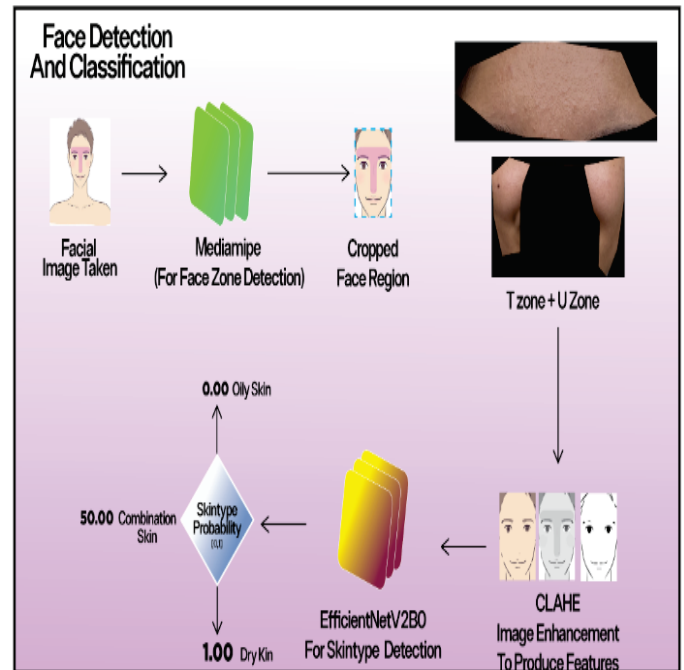 Face Detection
And Classification
Facial
Image Taken
Mediamipe
(For Face Zone Detection)
Cropped
Face Region
T zone + U Zone
0.00 Oily Skin
50.00 Combination
Skin
Skintype
Probability
[0,1]
1.00 Dry Kin
EfficientNetV2B0
For Skintype Detection
CLAHE
Image Enhancement
To Produce Features